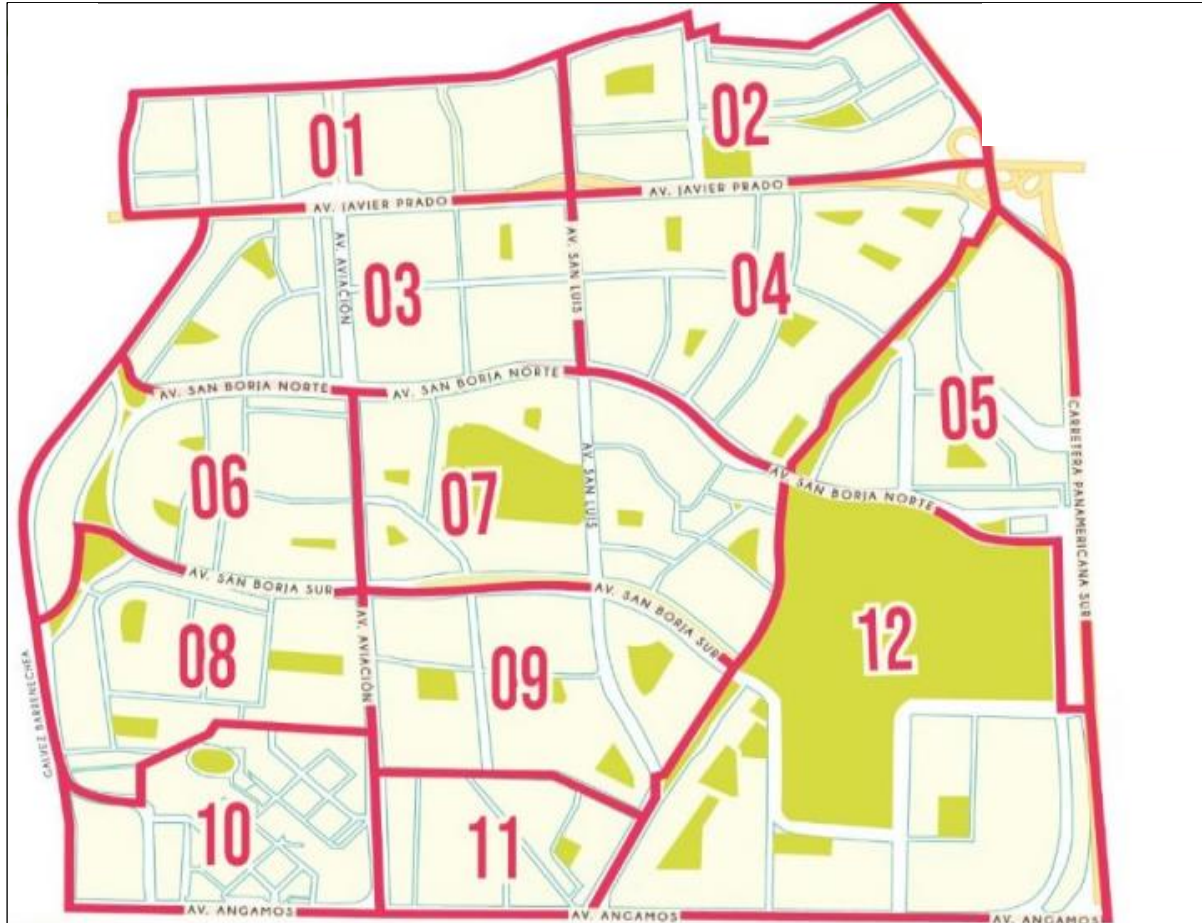 01
02
AV. JAVIER PRADO
AV. JAVIER PRADO
AV. AVIACIÓN
03
AV. SAN LUIS
04
AV. SAN BORJA NORTE
AV. SAN BORJA NORTE
05
CARRETERA PANAMERICANA SUR
06
07
AV. SAN LUIS
AV. SAN BORJA NORTE
AV. SAN BORJA SUR
AV. SAN BORJA SUR
AV. AVIACIÓN
08
09
12
GALVEZ BARRENECHEA
10
11
AV. ANGAMOS
AV. ANGAMOS
AV. ANGAMOS